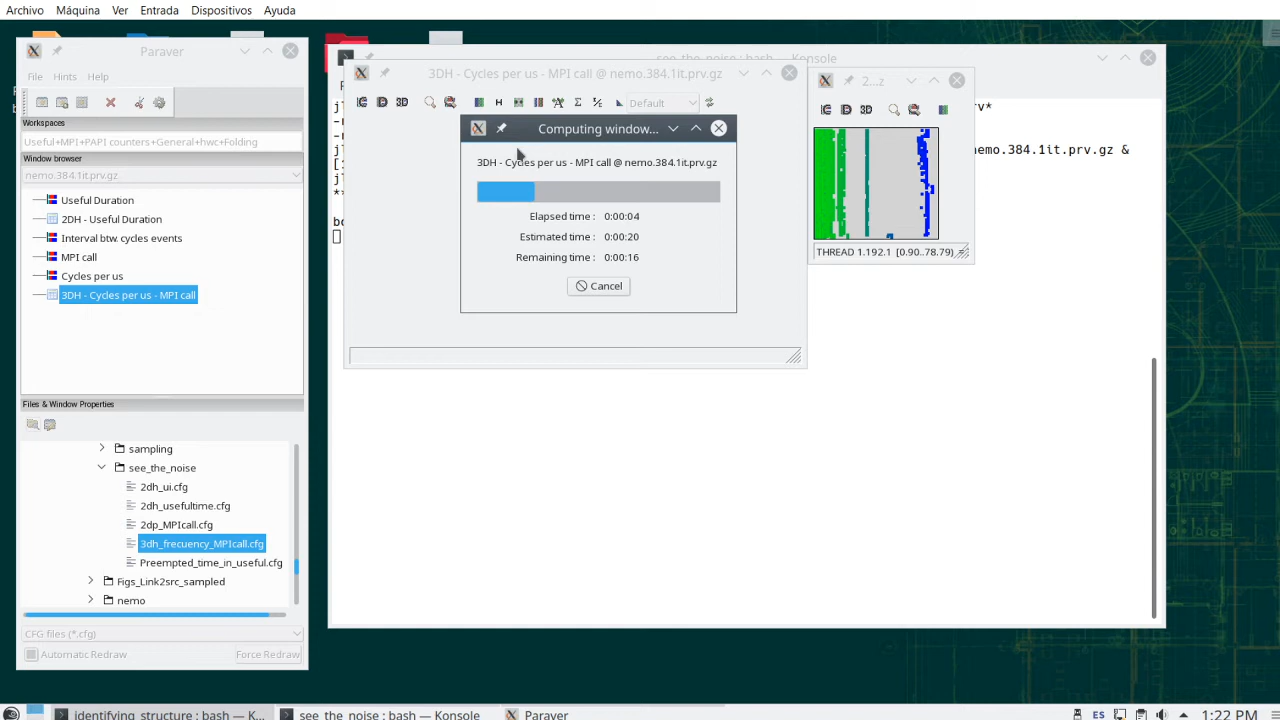 Archivo Máquina Ver Entrada Dispositivos Ayuda
Paraver
File Hints Help
Workspaces
Useful+MPI+PAPI counters+General+hwc+Folding
Window browser
nemo.384.1it.prv.gz
Useful Duration
2DH - Useful Duration
Interval btw. cycles events
MPI call
Cycles per us
3DH - Cycles per us - MPI call
Files & Window Properties
sampling
see_the_noise
2dh_ui.cfg
2dh_usefultime.cfg
2dp_MPIcall.cfg
3dh_frecuency_MPIcall.cfg
Preempted_time_in_useful.cfg
Figs_Link2src_sampled
nemo
CFG files (*.cfg)
Automatic Redraw
Force Redraw
see_the_noise : bash — Konsole
3DH - Cycles per us - MPI call @ nemo.384.1it.prv.gz
Default
Computing window...
3DH - Cycles per us - MPI call @ nemo.384.1it.prv.gz
Elapsed time : 0:00:04
Estimated time : 0:00:20
Remaining time : 0:00:16
Cancel
2...z
THREAD 1.192.1 [0.90..78.79)
emo.384.1it.prv.gz &
identifying_structure : bash — K...
see_the_noise : bash — Konsole
Paraver
ES
1:22 PM